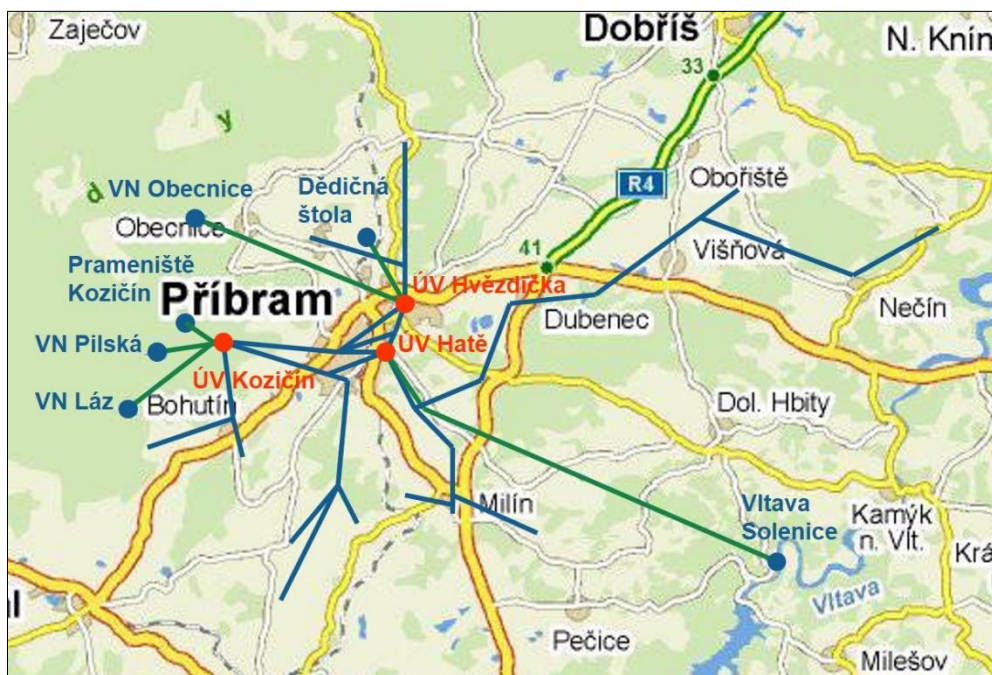 Zaječov
Dobříš
N. Knín
33
y
d
VN Obecnice
Dědičná
štola
R4
Obořiště
Obecnice
41
Višňová
Prameniště
Kozičín
Příbram
ÚV Hvězdička
Nečín
Dubenec
VN Pilská
ÚV Hatě
ÚV Kozičín
VN Láz
Bohutín
Dol. Hbity
Milín
Vltava
Solenice
Kamýk
n. Vlt.
Krá
Vltava
al
Pečice
Milešov